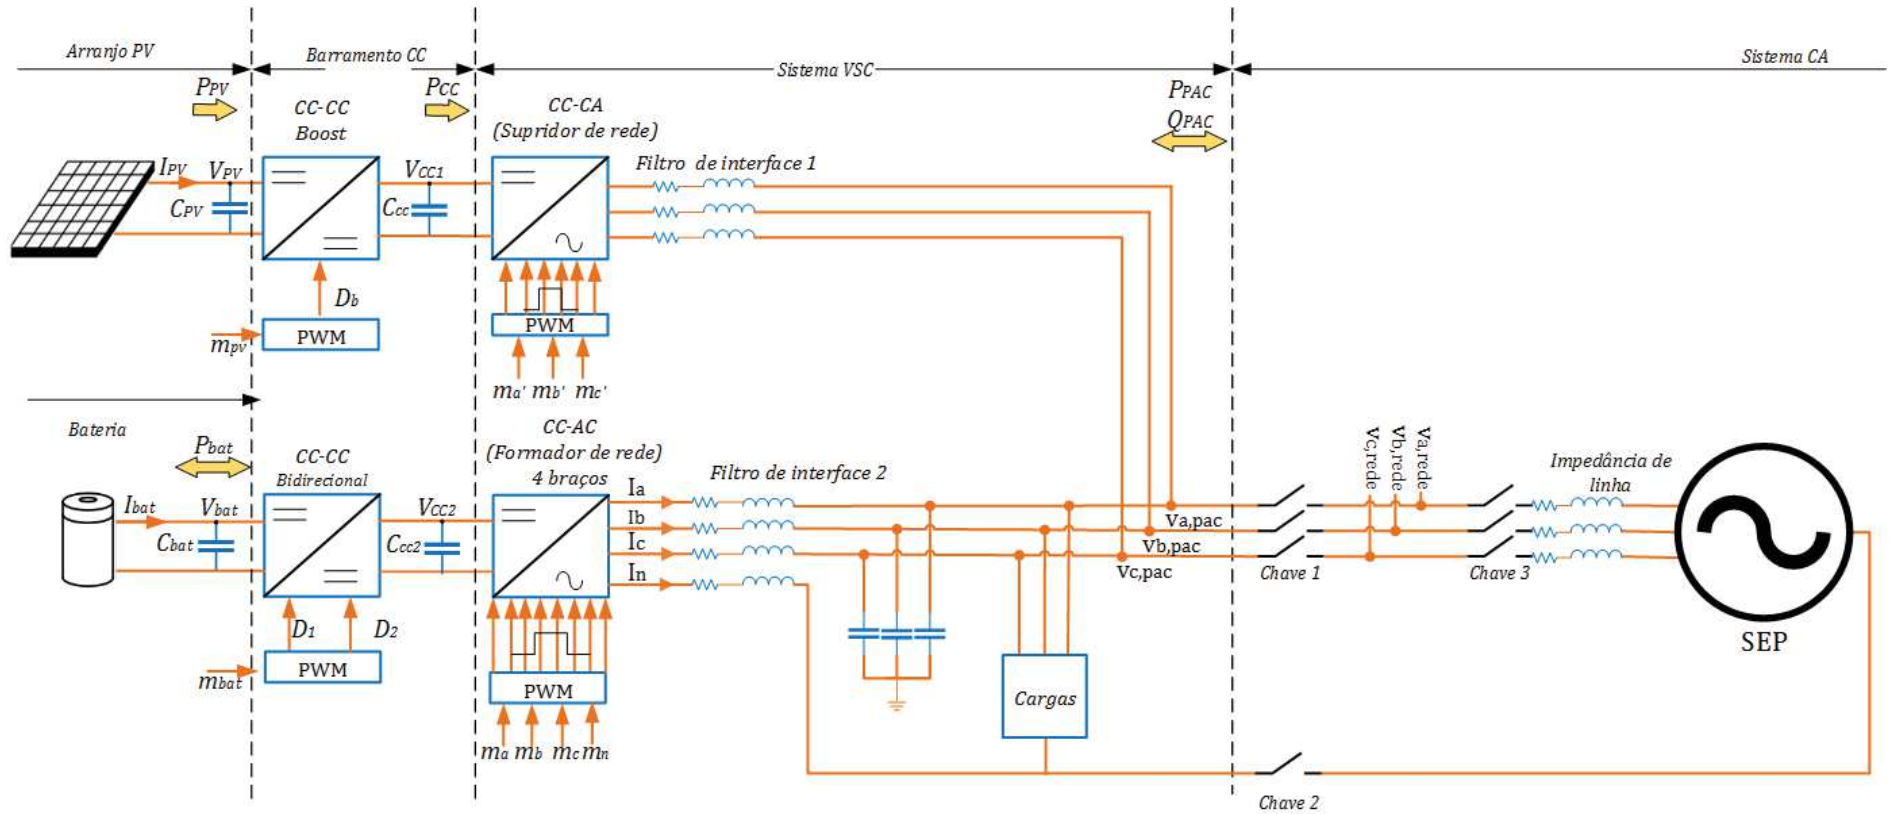 Arranjo PV
Barramento CC
Sistema VSC
Sistema CA
PPV
PCC
PPAC
QPAC
CC-CC
Boost
CC-CA
(Supridor de rede)
Filtro de interface 1
IPV
VPV
VCC1
CPV
Ccc
Db
PWM
PWM
mpv
ma'
mb'
mc'
Bateria
Pbat
CC-CC
Bidirecional
CC-AC
(Formador de rede)
4 braços
Filtro de interface 2
Impedância de
linha
Vc,rede
Vb,rede
Va,rede
Ibat
Vbat
VCC2
Ia
Ib
Ic
In
Cbat
Ccc2
Va,pac
Vb,pac
Vc,pac
Chave 1
Chave 3
SEP
D1
D2
PWM
PWM
mbat
Cargas
ma
mb
mc
mn
Chave 2